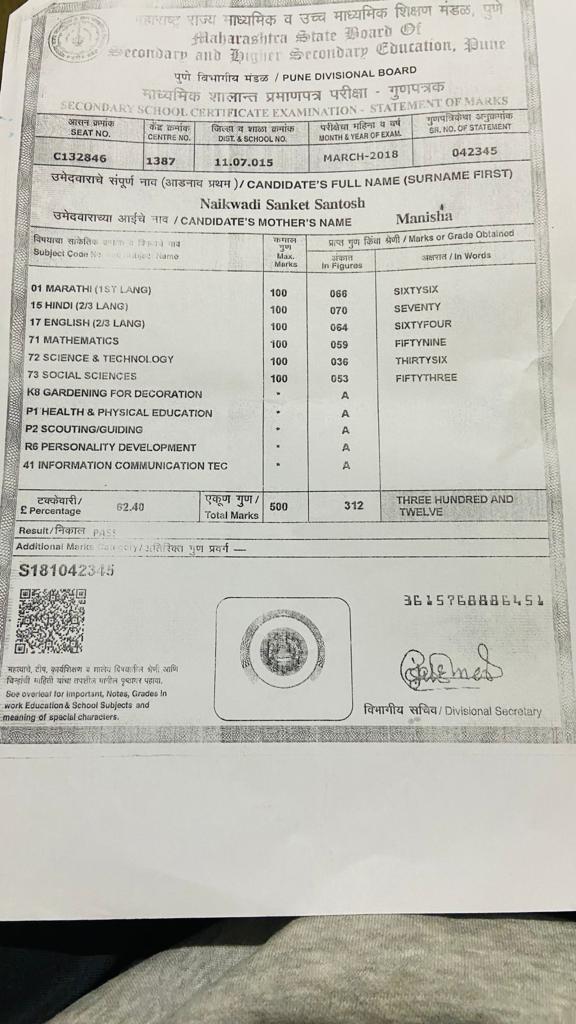 महाराष्ट्र राज्य माध्यमिक व उच्च माध्यमिक शिक्षण मंडळ, पुणे
Maharashtra State Board Of
Secondary and Higher Secondary Education, Pune
पुणे विभागीय मंडळ / PUNE DIVISIONAL BOARD
माध्यमिक शालान्त प्रमाणपत्र परीक्षा - गुणपत्रक
SECONDARY SCHOOL CERTIFICATE EXAMINATION - STATEMENT OF MARKS
आसन क्रमांक केंद्र क्रमांक जिल्हा व शाळा क्रमांक परीक्षेचा महिना व वर्ष गुणपत्रिकेचा अनुक्रमांक
SEAT NO. CENTRE NO. DIST. & SCHOOL NO. MONTH & YEAR OF EXAM. SR. NO. OF STATEMENT
C132846 1387 11.07.015 MARCH-2018 042345
उमेदवाराचे संपूर्ण नाव (आडनाव प्रथम)/ CANDIDATE'S FULL NAME (SURNAME FIRST)
Naikwadi Sanket Santosh
उमेदवाराच्या आईचे नाव / CANDIDATE'S MOTHER'S NAME Manisha
विषयाचा सांकेतिक क्रमांक व विषयाचे नाव कमाल गुण प्राप्त गुण किंवा श्रेणी / Marks or Grade Obtained
Subject Code No. and Subject Name Max. Marks अंकात In Figures अक्षरात / In Words
01 MARATHI (1ST LANG) 100 066 SIXTYSIX
15 HINDI (2/3 LANG) 100 070 SEVENTY
17 ENGLISH (2/3 LANG) 100 064 SIXTYFOUR
71 MATHEMATICS 100 059 FIFTYNINE
72 SCIENCE & TECHNOLOGY 100 036 THIRTYSIX
73 SOCIAL SCIENCES 100 053 FIFTYTHREE
K8 GARDENING FOR DECORATION * A
P1 HEALTH & PHYSICAL EDUCATION * A
P2 SCOUTING/GUIDING * A
R6 PERSONALITY DEVELOPMENT * A
41 INFORMATION COMMUNICATION TEC * A
टक्केवारी / £ Percentage 62.40 एकूण गुण / Total Marks 500 312 THREE HUNDRED AND
TWELVE
Result/निकाल PASS
Additional Marks Category/अतिरिक्त गुण प्रवर्ग —
S181042345
3615768886451
महत्वाचे, टीप, कार्यशिक्षण व शालेय विषयातील श्रेणी आणि
चिन्हांची माहिती यांचा तपशील मागील पृष्ठावर पहावा.
See overleaf for important, Notes, Grades in
work Education & School Subjects and
meaning of special characters.
विभागीय सचिव / Divisional Secretary